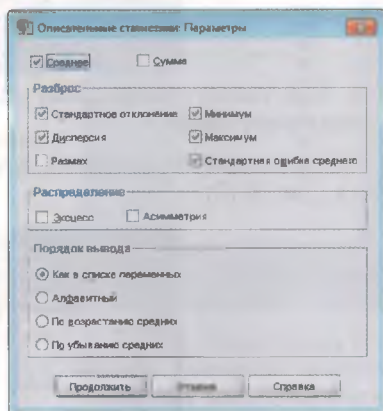 Описательные статистики: Параметры
Среднее Сумма
Разброс
Стандартное отклонение Минимум
Дисперсия Максимум
Размах Стандартная ошибка среднего
Распределение
Эксцесс Асимметрия
Порядок вывода
Как в списке переменных
Алфавитный
По возрастанию средних
По убыванию средних
Продолжить Отмена Справка